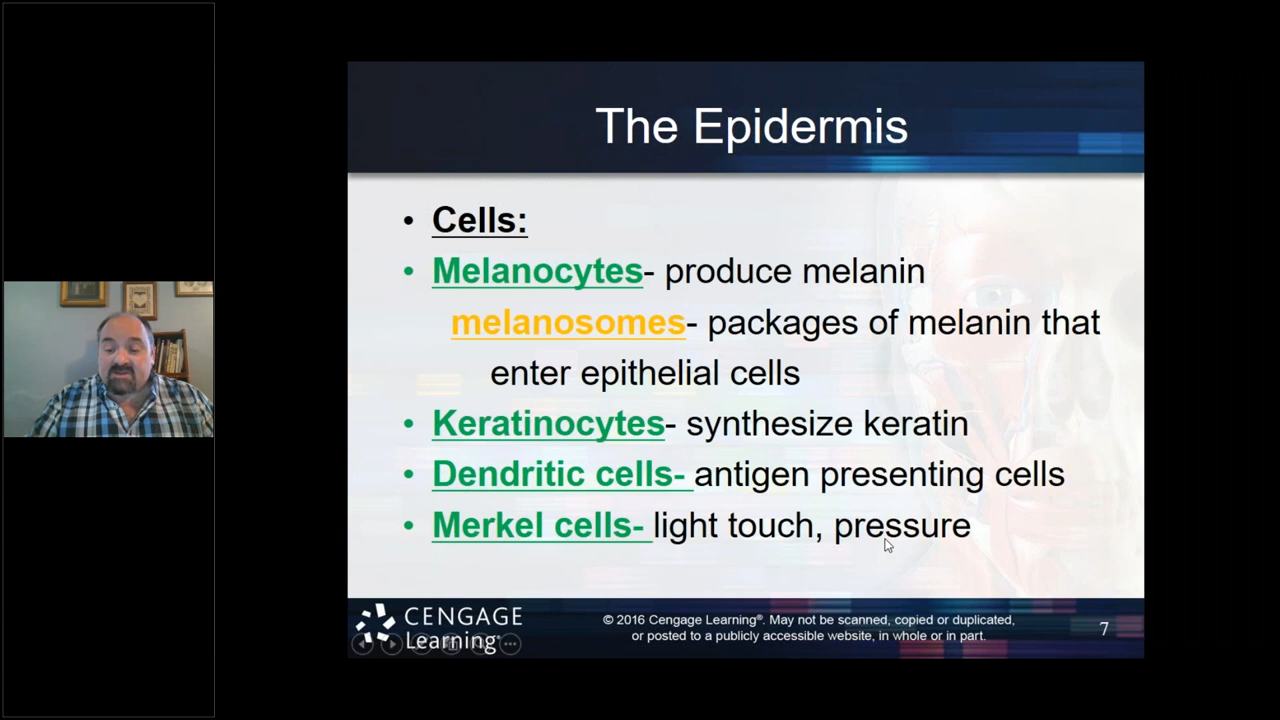 The Epidermis
• Cells:
• Melanocytes- produce melanin
melanosomes- packages of melanin that
enter epithelial cells
• Keratinocytes- synthesize keratin
• Dendritic cells- antigen presenting cells
• Merkel cells- light touch, pressure
CENGAGE
Learning®
© 2016 Cengage Learning®. May not be scanned, copied or duplicated,
or posted to a publicly accessible website, in whole or in part.
7